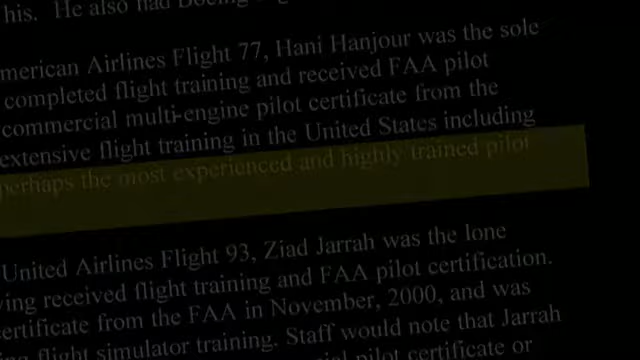 his. He also had Boeing
merican Airlines Flight 77, Hani Hanjour was the sole
completed flight training and received FAA pilot
commercial multi-engine pilot certificate from the
extensive flight training in the United States including
perhaps the most experienced and highly trained pilot
United Airlines Flight 93, Ziad Jarrah was the lone
ving received flight training and FAA pilot certification.
ertificate from the FAA in November, 2000, and was
ng flight simulator training. Staff would note that Jarrah
pilot certificate or